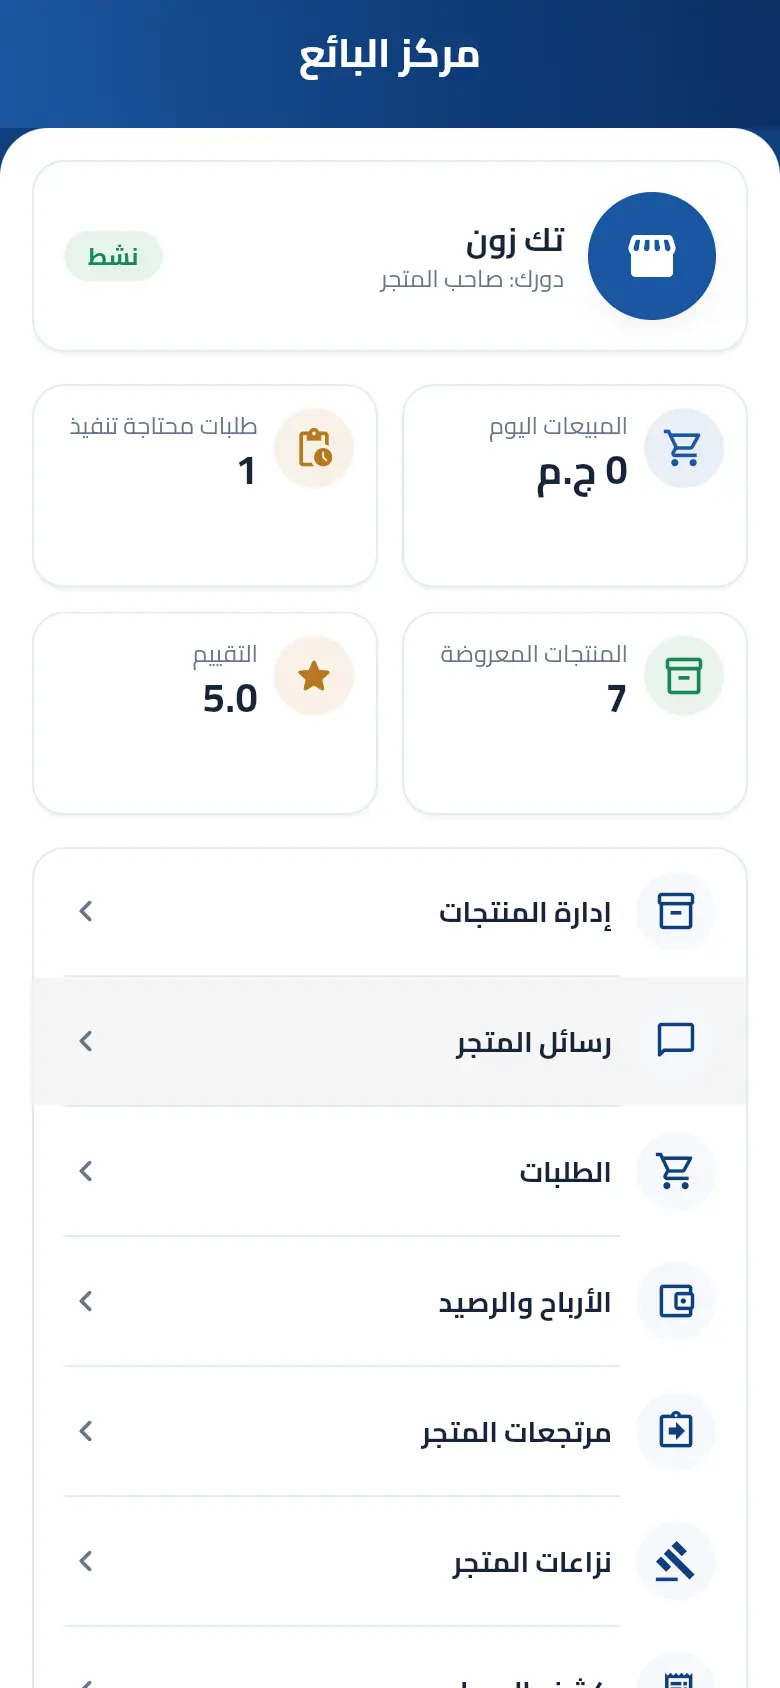 مركز البائع
تك زون
دورك: صاحب المتجر
نشط
المبيعات اليوم
0 ج.م
طلبات محتاجة تنفيذ
1
المنتجات المعروضة
7
التقييم
5.0
إدارة المنتجات
رسائل المتجر
الطلبات
الأرباح والرصيد
مرتجعات المتجر
نزاعات المتجر